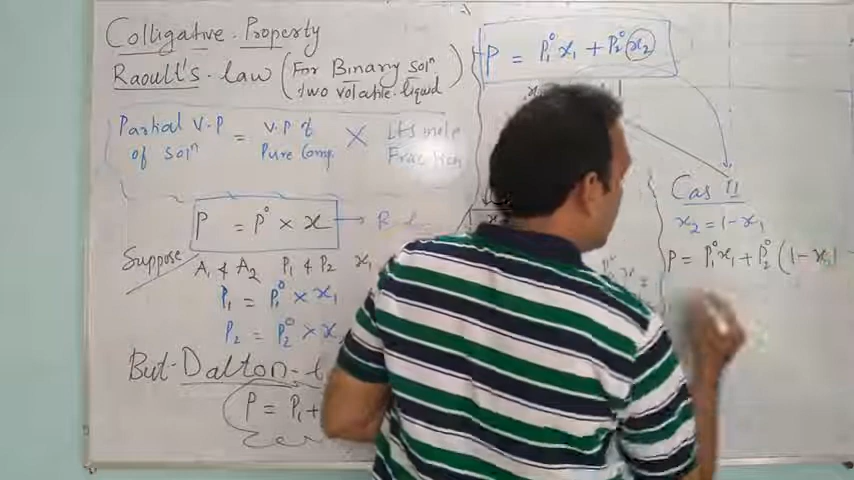 Colligative Property
Raoult's law (For Binary solⁿ
two volatile liquid)
Partial V.P of solⁿ = V.P of Pure Comp. × Its mole Fraction
P = P° × x
Suppose A₁ & A₂ P₁ & P₂ x₁
P₁ = P₁° × x₁
P₂ = P₂° × x
But Dalton
P = P₁ +
P = P₁° x₁ + P₂° x₂
Cas II
x₂ = 1 - x₁
P = P₁° x₁ + P₂° (1 - x₁